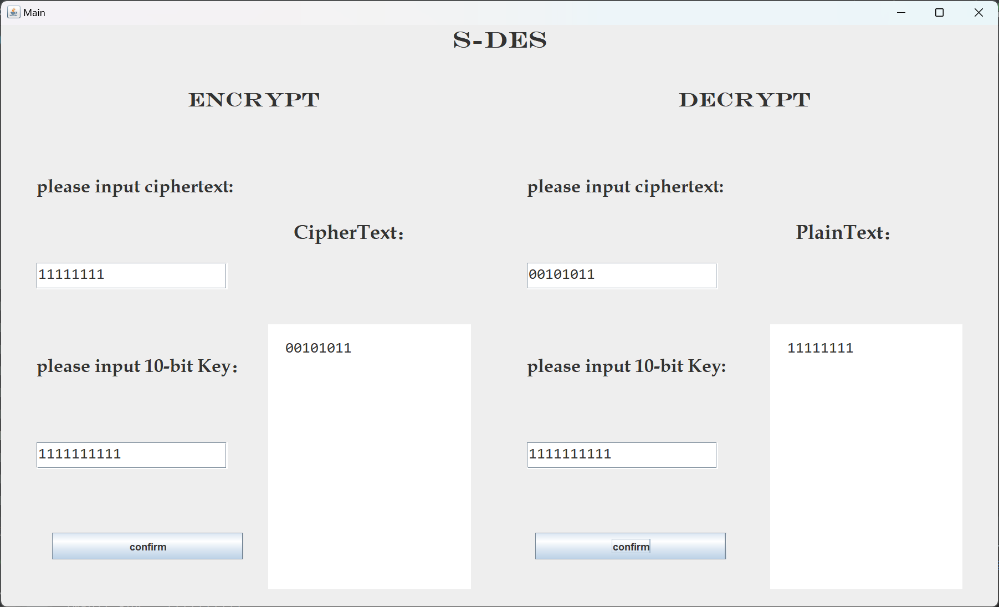 Main
S-DES
ENCRYPT
DECRYPT
please input ciphertext:
please input ciphertext:
CipherText：
PlainText：
11111111
00101011
00101011
11111111
please input 10-bit Key：
please input 10-bit Key:
1111111111
1111111111
confirm
confirm